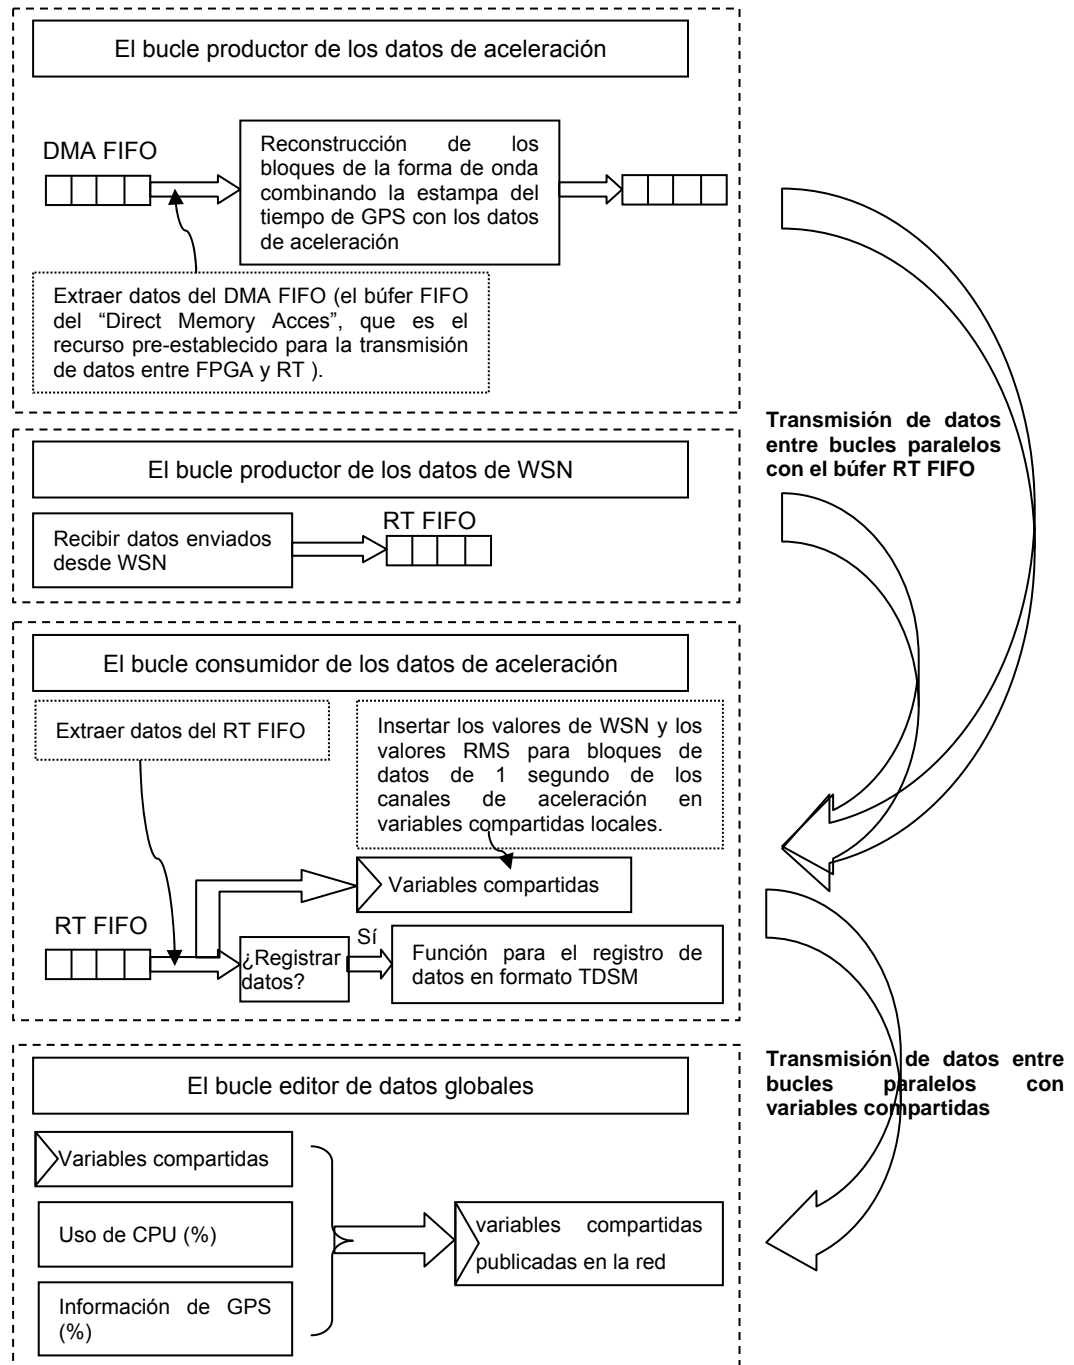 El bucle productor de los datos de aceleración
DMA FIFO
Reconstrucción de los
bloques de la forma de onda
combinando la estampa del
tiempo de GPS con los datos
de aceleración
Extraer datos del DMA FIFO (el búfer FIFO
del “Direct Memory Acces”, que es el
recurso pre-establecido para la transmisión
de datos entre FPGA y RT ).
Transmisión de datos
entre bucles paralelos
con el búfer RT FIFO
El bucle productor de los datos de WSN
Recibir datos enviados
desde WSN
RT FIFO
El bucle consumidor de los datos de aceleración
Extraer datos del RT FIFO
Insertar los valores de WSN y los
valores RMS para bloques de
datos de 1 segundo de los
canales de aceleración en
variables compartidas locales.
Variables compartidas
RT FIFO
¿Registrar
datos?
Sí
Función para el registro de
datos en formato TDSM
Transmisión de datos entre
bucles paralelos con
variables compartidas
El bucle editor de datos globales
Variables compartidas
Uso de CPU (%)
Información de GPS
(%)
variables compartidas
publicadas en la red